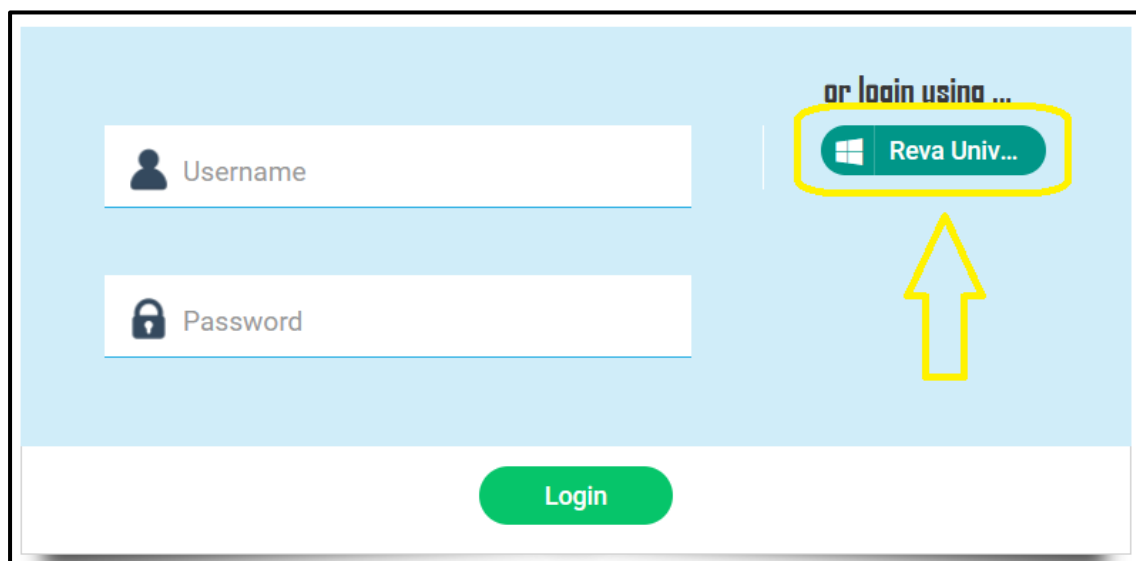 or login using ...
Reva Univ...
Username
Password
Login